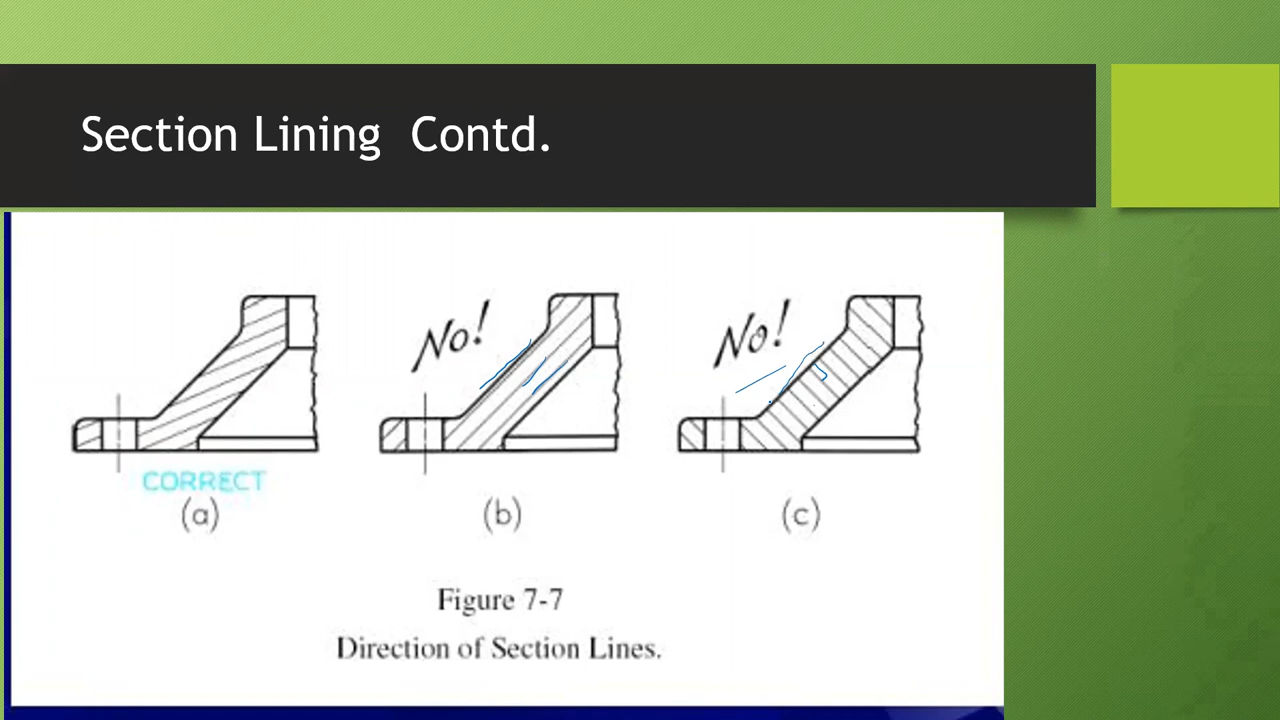 Section Lining Contd.
No! No!
CORRECT
(a) (b) (c)
Figure 7-7
Direction of Section Lines.